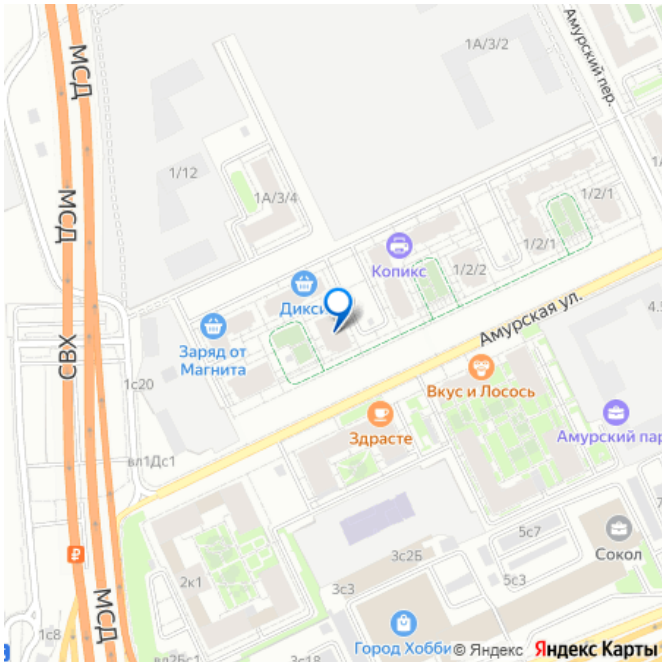 МСД
Амурский пер.
1А/3/2
1/12
1А/3/4
МСД
1/2/1
Копикс
1/2/1
1/2/2
Дикси
Амурская ул.
Заряд от
Магнита
СВХ
1с20
Вкус и Лосось
Здрасте
Амурский пар
вл1Дс1
5с7
Сокол
3с2Б
2к1
5с3
3с3
МСД
1с8
вл2Бс1
3с18
Город Хобби
© Яндекс Яндекс Карты